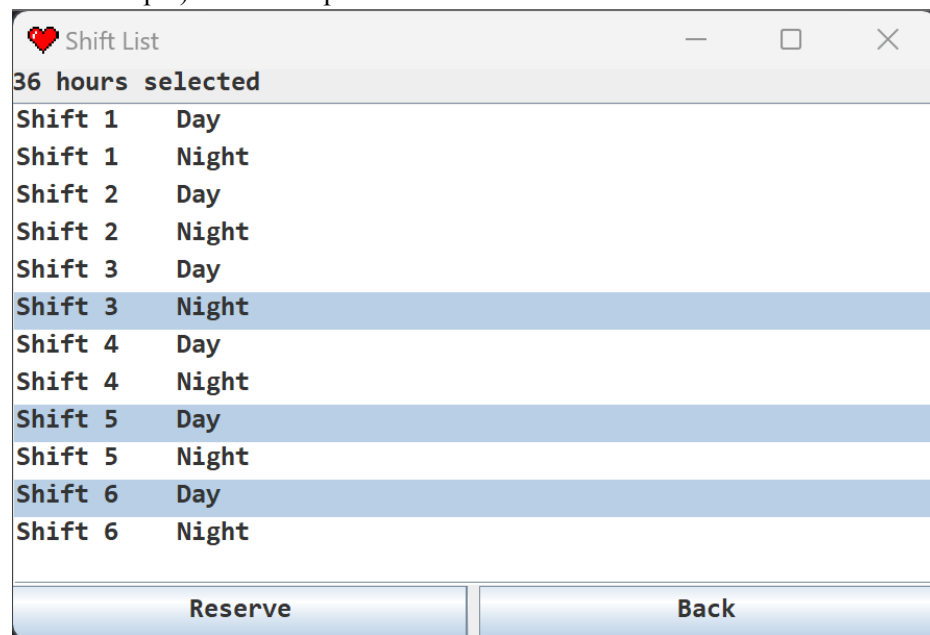 Shift List
36 hours selected
Shift 1 Day
Shift 1 Night
Shift 2 Day
Shift 2 Night
Shift 3 Day
Shift 3 Night
Shift 4 Day
Shift 4 Night
Shift 5 Day
Shift 5 Night
Shift 6 Day
Shift 6 Night
Reserve Back